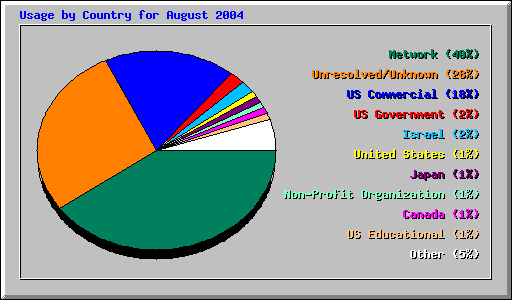 Usage by Country for August 2004
Network (40%)
Unresolved/Unknown (28%)
US Commercial (18%)
US Government (2%)
Israel (2%)
United States (1%)
Japan (1%)
Non-Profit Organization (1%)
Canada (1%)
US Educational (1%)
Other (5%)